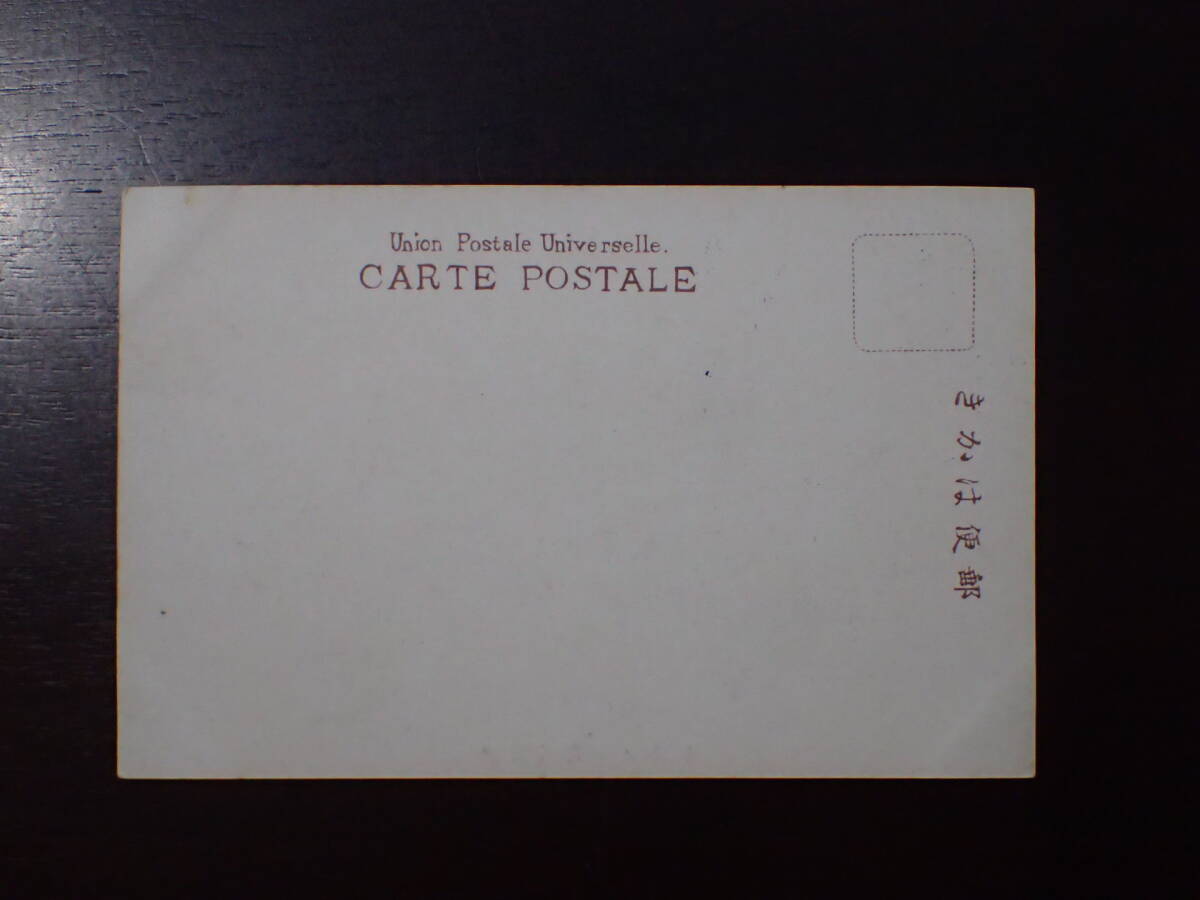 Union Postale Universelle.
CARTE POSTALE
郵便はかき